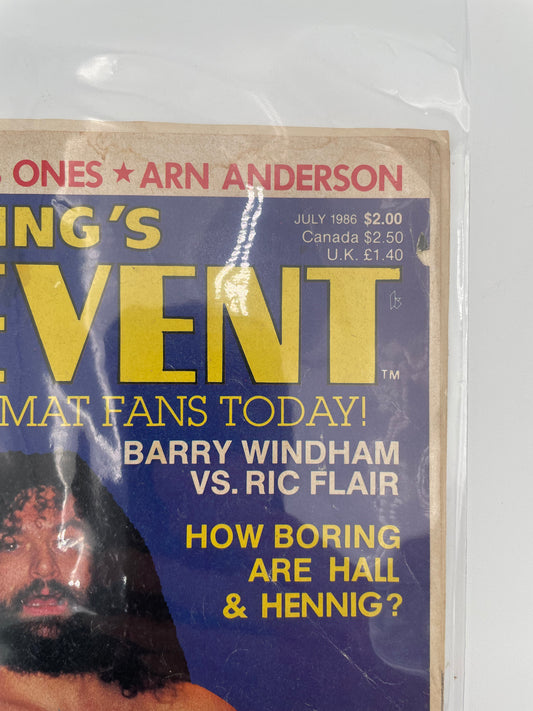 ONES ★ ARN ANDERSON
ING'S
JULY 1986 $2.00
Canada $2.50
U.K. £1.40
EVENT
TM
MAT FANS TODAY!
BARRY WINDHAM
VS. RIC FLAIR
HOW BORING
ARE HALL
& HENNIG?